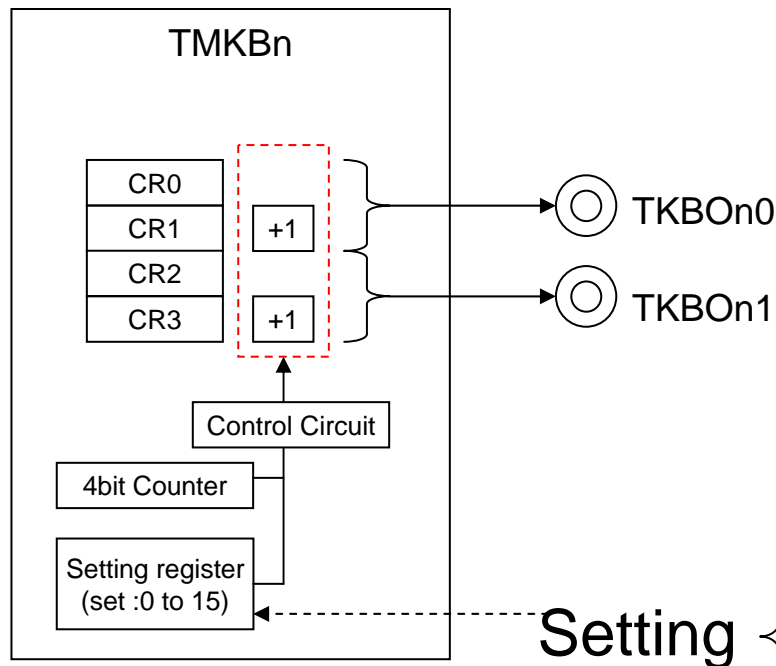 TMKBn
CR0
CR1
+1
CR2
CR3
+1
TKBOn0
TKBOn1
Control Circuit
4bit Counter
Setting register
(set :0 to 15)
Setting